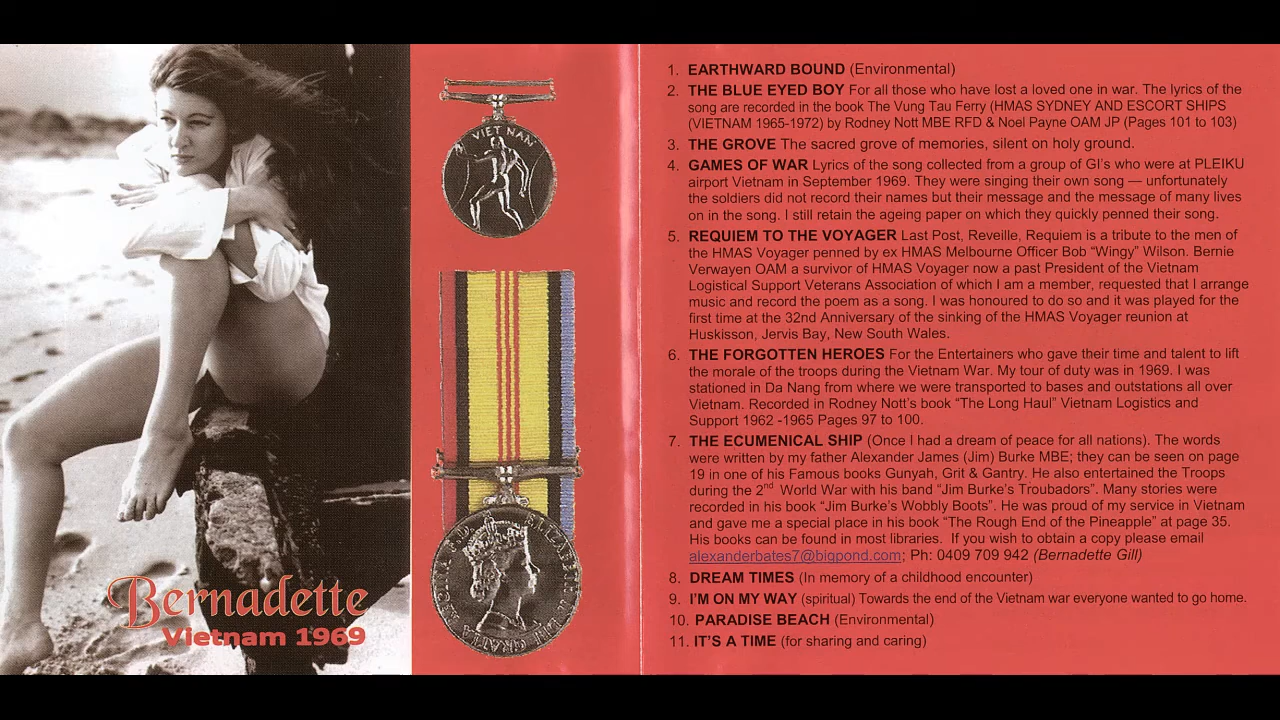 Bernadette
Vietnam 1969
VIET NAM
1. EARTHWARD BOUND (Environmental)
2. THE BLUE EYED BOY For all those who have lost a loved one in war. The lyrics of the
song are recorded in the book The Vung Tau Ferry (HMAS SYDNEY AND ESCORT SHIPS
(VIETNAM 1965-1972) by Rodney Nott MBE RFD & Noel Payne OAM JP (Pages 101 to 103)
3. THE GROVE The sacred grove of memories, silent on holy ground.
4. GAMES OF WAR Lyrics of the song collected from a group of GI's who were at PLEIKU
airport Vietnam in September 1969. They were singing their own song — unfortunately
the soldiers did not record their names but their message and the message of many lives
on in the song. I still retain the ageing paper on which they quickly penned their song.
5. REQUIEM TO THE VOYAGER Last Post, Reveille, Requiem is a tribute to the men of
the HMAS Voyager penned by ex HMAS Melbourne Officer Bob “Wingy” Wilson. Bernie
Verwayen OAM a survivor of HMAS Voyager now a past President of the Vietnam
Logistical Support Veterans Association of which I am a member, requested that I arrange
music and record the poem as a song. I was honoured to do so and it was played for the
first time at the 32nd Anniversary of the sinking of the HMAS Voyager reunion at
Huskisson, Jervis Bay, New South Wales.
6. THE FORGOTTEN HEROES For the Entertainers who gave their time and talent to lift
the morale of the troops during the Vietnam War. My tour of duty was in 1969. I was
stationed in Da Nang from where we were transported to bases and outstations all over
Vietnam. Recorded in Rodney Nott's book “The Long Haul” Vietnam Logistics and
Support 1962 -1965 Pages 97 to 100.
7. THE ECUMENICAL SHIP (Once I had a dream of peace for all nations). The words
were written by my father Alexander James (Jim) Burke MBE; they can be seen on page
19 in one of his Famous books Gunyah, Grit & Gantry. He also entertained the Troops
during the 2nd World War with his band “Jim Burke's Troubadors”. Many stories were
recorded in his book “Jim Burke's Wobbly Boots”. He was proud of my service in Vietnam
and gave me a special place in his book “The Rough End of the Pineapple” at page 35.
His books can be found in most libraries. If you wish to obtain a copy please email
alexanderbates7@bigpond.com; Ph: 0409 709 942 (Bernadette Gill)
8. DREAM TIMES (In memory of a childhood encounter)
9. I'M ON MY WAY (spiritual) Towards the end of the Vietnam war everyone wanted to go home.
10. PARADISE BEACH (Environmental)
11. IT'S A TIME (for sharing and caring)